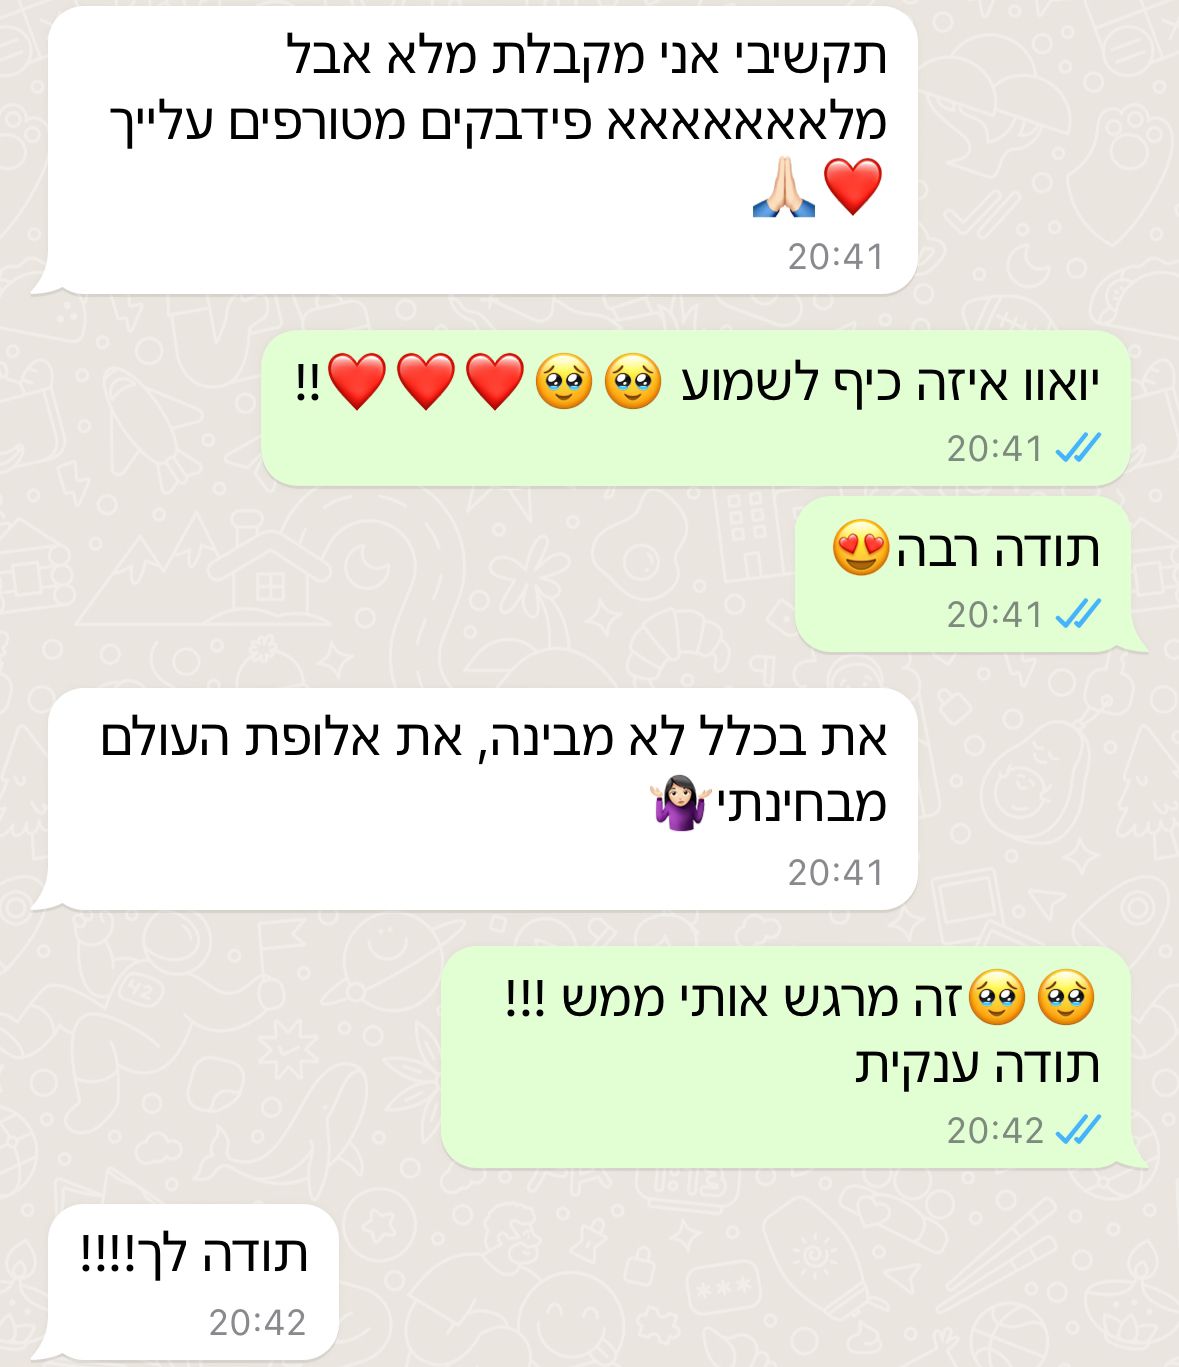 תקשיבי אני מקבלת מלא אבל
מלאאאאאאאא פידבקים מטורפים עלייך
❤️🙏🏻
20:41
יואוו איזה כיף לשמוע 🥹🥹❤️❤️❤️!!
20:41
תודה רבה😍
20:41
את בכלל לא מבינה, את אלופת העולם
מבחינתי🤷🏻‍♀️
20:41
🥹🥹זה מרגש אותי ממש !!!
תודה ענקית
20:42
תודה לך!!!!
20:42